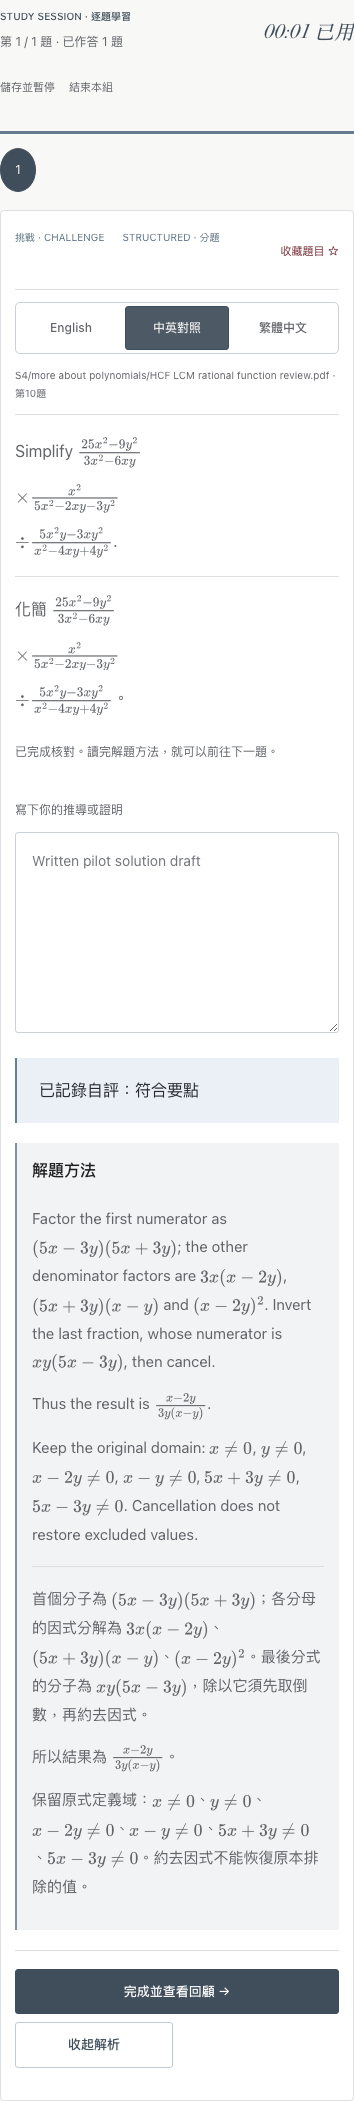 STUDY SESSION · 逐題學習
第 1 / 1 題 · 已作答 1 題
00:01 已用
儲存並暫停 結束本組
1
挑戰 · CHALLENGE STRUCTURED · 分題
收藏題目 ☆
English 中英對照 繁體中文
S4/more about polynomials/HCF LCM rational function review.pdf ·
第10題
Simplify \frac{25x^2-9y^2}{3x^2-6xy}
× \frac{x^2}{5x^2-2xy-3y^2}
÷ \frac{5x^2y-3xy^2}{x^2-4xy+4y^2}.
化簡 \frac{25x^2-9y^2}{3x^2-6xy}
× \frac{x^2}{5x^2-2xy-3y^2}
÷ \frac{5x^2y-3xy^2}{x^2-4xy+4y^2}。
已完成核對。讀完解題方法,就可以前往下一題。
寫下你的推導或證明
Written pilot solution draft
已記錄自評:符合要點
解題方法
Factor the first numerator as
(5x − 3y)(5x + 3y); the other
denominator factors are 3x(x − 2y),
(5x + 3y)(x − y) and (x − 2y)². Invert
the last fraction, whose numerator is
xy(5x − 3y), then cancel.
Thus the result is \frac{x-2y}{3y(x-y)}.
Keep the original domain: x ≠ 0, y ≠ 0,
x − 2y ≠ 0, x − y ≠ 0, 5x + 3y ≠ 0,
5x − 3y ≠ 0. Cancellation does not
restore excluded values.
首個分子為 (5x − 3y)(5x + 3y);各分母
的因式分解為 3x(x − 2y)、
(5x + 3y)(x − y)、(x − 2y)²。最後分式
的分子為 xy(5x − 3y),除以它須先取倒
數,再約去因式。
所以結果為 \frac{x-2y}{3y(x-y)}。
保留原式定義域:x ≠ 0、y ≠ 0、
x − 2y ≠ 0、x − y ≠ 0、5x + 3y ≠ 0
、5x − 3y ≠ 0。約去因式不能恢復原本排
除的值。
完成並查看回顧 →
收起解析